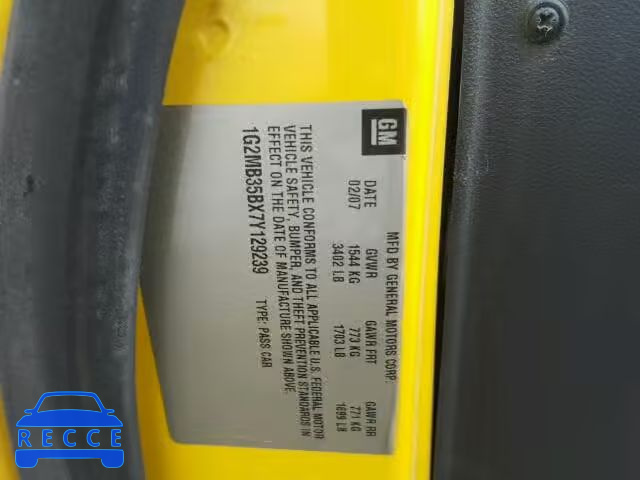 GM
MFD BY GENERAL MOTORS CORP.
DATE GVWR GAWR FRT GAWR RR
02/07 1544 KG 773 KG 771 KG
3402 LB 1703 LB 1699 LB
THIS VEHICLE CONFORMS TO ALL APPLICABLE U.S. FEDERAL MOTOR
VEHICLE SAFETY, BUMPER, AND THEFT PREVENTION STANDARDS IN
EFFECT ON THE DATE OF MANUFACTURE SHOWN ABOVE.
1G2MB35BX7Y129239 TYPE: PASS CAR
RECCE